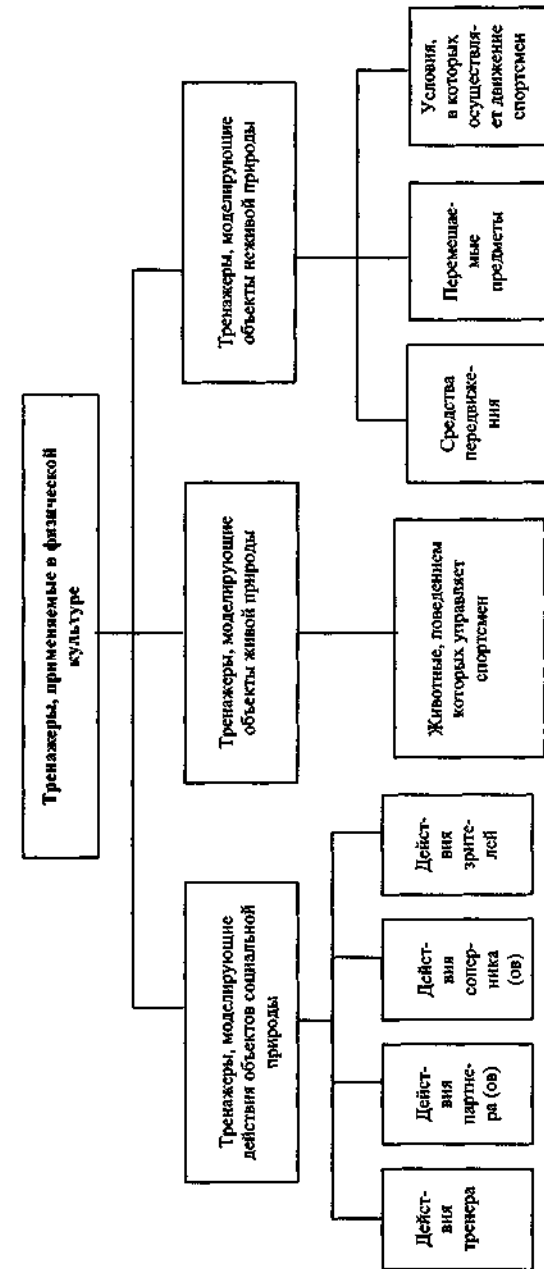 Тренажеры, применяемые в физической
культуре
Тренажеры, моделирующие
действия объектов социальной
природы
Тренажеры, моделирующие
объекты живой природы
Тренажеры, моделирующие
объекты неживой природы
Дейст-
вия
тренера
Дейст-
вия
партне-
ра (ов)
Дейст-
вия
сопер-
ника
(ов)
Дейст-
вия
зрите-
лей
Животные, поведением
которых управляет
спортсмен
Средства
передвиже-
ния
Перемещае-
мые
предметы
Условия,
в которых
осуществля-
ет движение
спортсмен